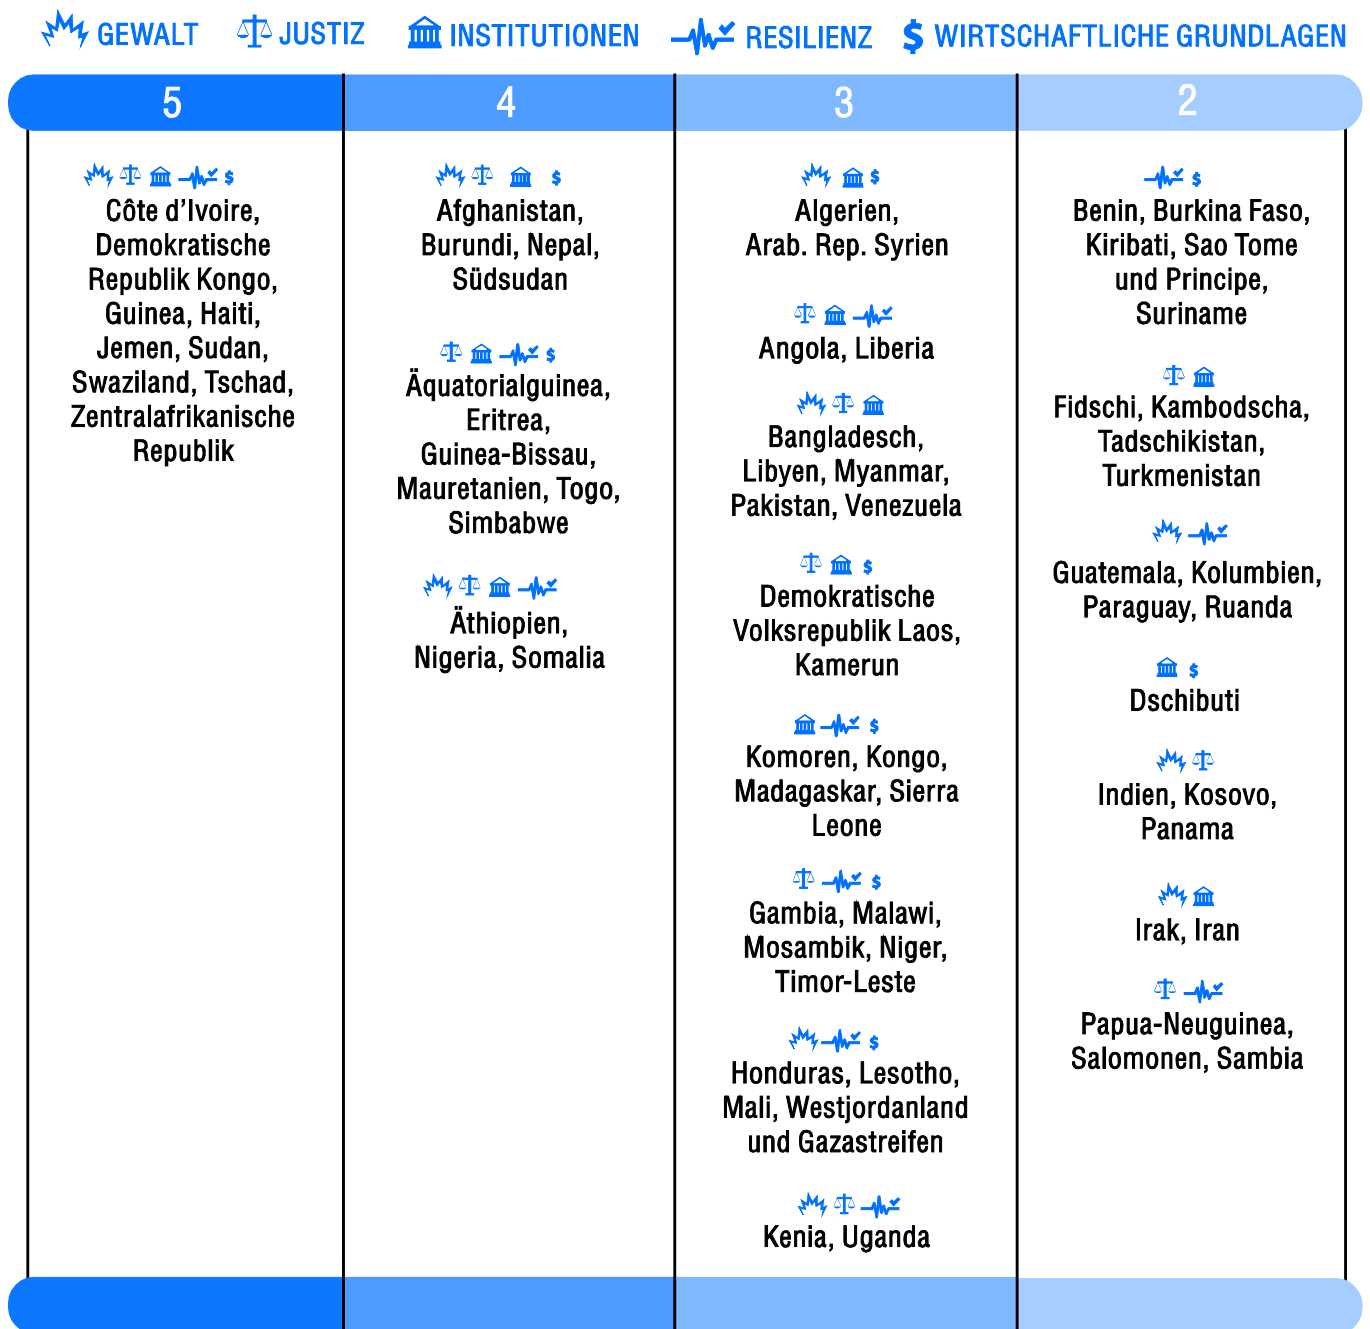 GEWALT JUSTIZ INSTITUTIONEN RESILIENZ $ WIRTSCHAFTLICHE GRUNDLAGEN
5
$
Côte d’Ivoire,
Demokratische
Republik Kongo,
Guinea, Haiti,
Jemen, Sudan,
Swaziland, Tschad,
Zentralafrikanische
Republik
4
$
Afghanistan,
Burundi, Nepal,
Südsudan
$
Äquatorialguinea,
Eritrea,
Guinea-Bissau,
Mauretanien, Togo,
Simbabwe
Äthiopien,
Nigeria, Somalia
3
$
Algerien,
Arab. Rep. Syrien
Angola, Liberia
Bangladesch,
Libyen, Myanmar,
Pakistan, Venezuela
$
Demokratische
Volksrepublik Laos,
Kamerun
$
Komoren, Kongo,
Madagaskar, Sierra
Leone
$
Gambia, Malawi,
Mosambik, Niger,
Timor-Leste
$
Honduras, Lesotho,
Mali, Westjordanland
und Gazastreifen
Kenia, Uganda
2
$
Benin, Burkina Faso,
Kiribati, Sao Tome
und Principe,
Suriname
Fidschi, Kambodscha,
Tadschikistan,
Turkmenistan
Guatemala, Kolumbien,
Paraguay, Ruanda
$
Dschibuti
Indien, Kosovo,
Panama
Irak, Iran
Papua-Neuguinea,
Salomonen, Sambia